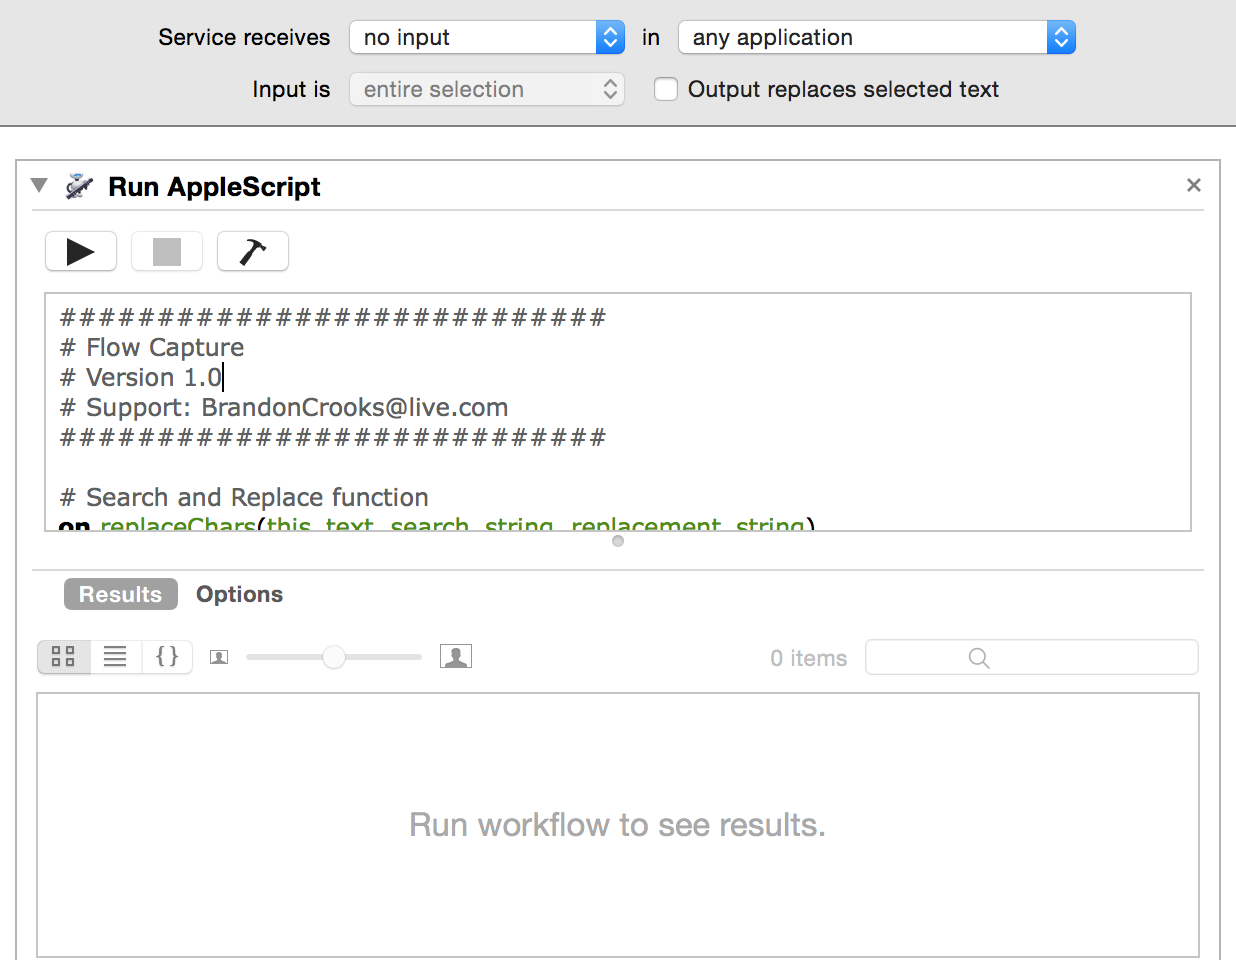 Service receives no input in any application
Input is entire selection Output replaces selected text
Run AppleScript
############################
# Flow Capture
# Version 1.0
# Support: BrandonCrooks@live.com
############################
# Search and Replace function
on replaceChars(this_text, search_string, replacement_string)
Results Options
{ } 0 items
Run workflow to see results.